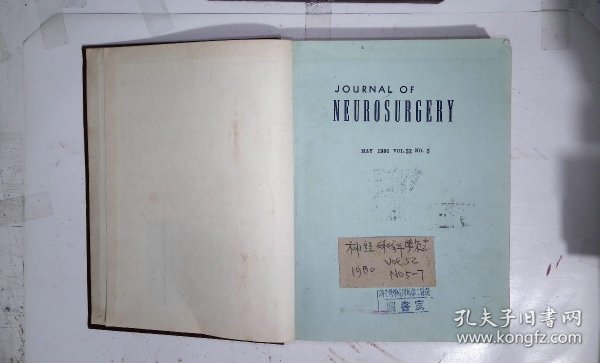 JOURNAL OF
NEUROSURGERY
MAY 1980 VOL.52 NO. 5
神经外科学杂志
VOL 52
1980 NO5-7
图書室
孔夫子旧书网
www.kongfz.com